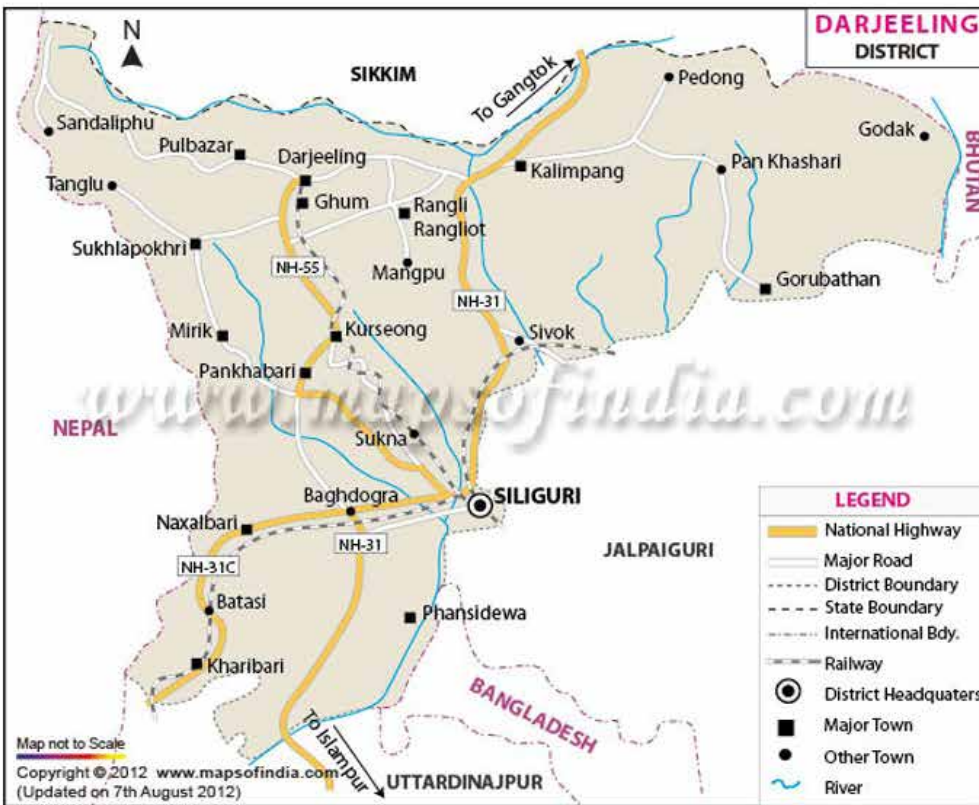 DARJEELING
DISTRICT
N
SIKKIM
To Gangtok
Pedong
Sandaliphu
Pulbazar
Darjeeling
Kalimpang
Godak
Pan Khashari
BHUTAN
Tanglu
Ghum
Rangli
Rangliot
Sukhlapokhri
NH-55
Mangpu
Gorubathan
NH-31
Mirik
Kurseong
Sivok
Pankhabari
www.mapsofindia.com
NEPAL
Sukna
Baghdogra
SILIGURI
Naxalbari
NH-31
JALPAIGURI
NH-31C
Batasi
Phansidewa
Kharibari
BANGLADESH
To Islampur
UTTARDINAJPUR
LEGEND
National Highway
Major Road
District Boundary
State Boundary
International Bdy.
Railway
District Headquaters
Major Town
Other Town
River
Map not to Scale
Copyright © 2012 www.mapsofindia.com
(Updated on 7th August 2012)